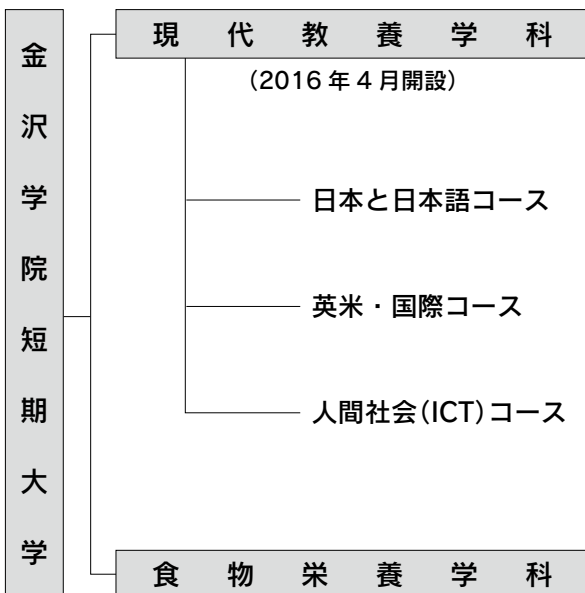 金沢学院短期大学
現代教養学科
（2016年4月開設）
日本と日本語コース
英米・国際コース
人間社会（ICT）コース
食物栄養学科